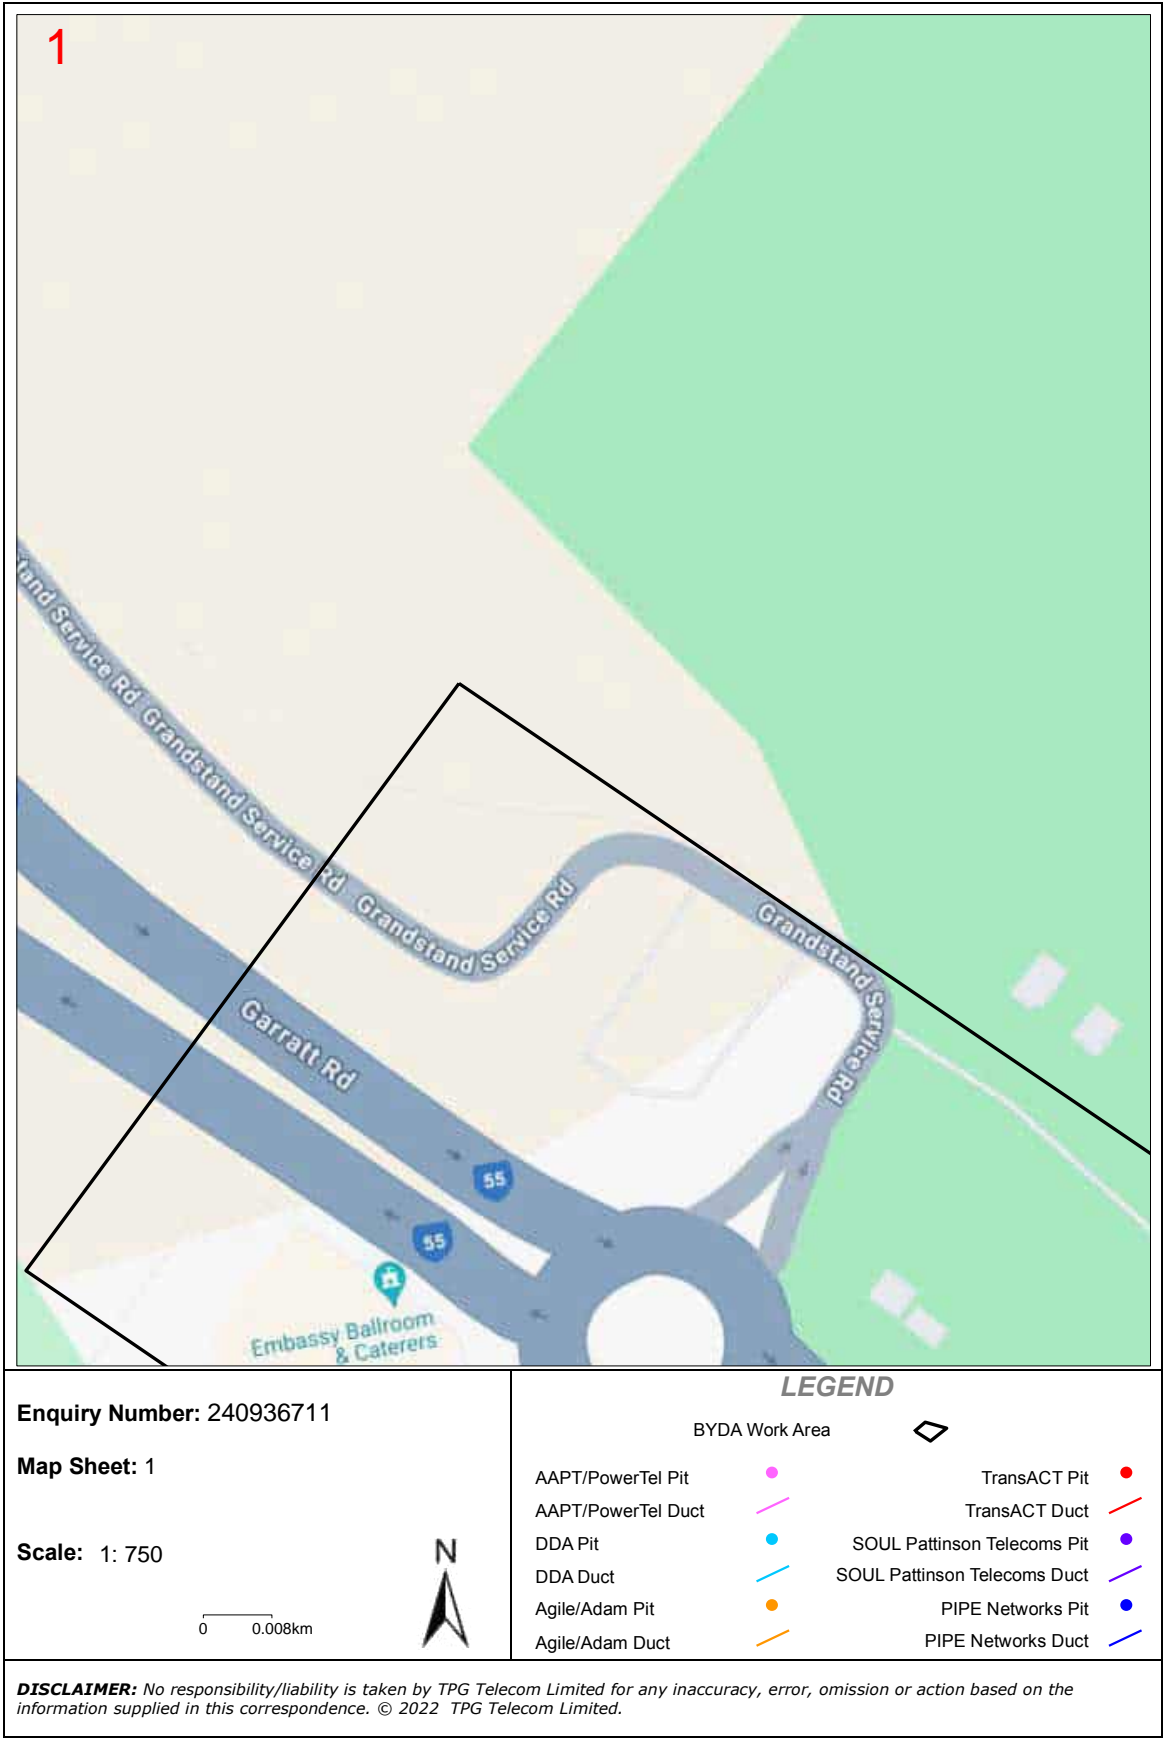 1
tand Service Rd
Grandstand Service Rd
Grandstand Service Rd
Grandstand Service Rd
Garratt Rd
55
55
Embassy Ballroom
& Caterers
Enquiry Number: 240936711
Map Sheet: 1
Scale: 1: 750
0 0.008km
N
LEGEND
BYDA Work Area
AAPT/PowerTel Pit
AAPT/PowerTel Duct
DDA Pit
DDA Duct
Agile/Adam Pit
Agile/Adam Duct
TransACT Pit
TransACT Duct
SOUL Pattinson Telecoms Pit
SOUL Pattinson Telecoms Duct
PIPE Networks Pit
PIPE Networks Duct
DISCLAIMER: No responsibility/liability is taken by TPG Telecom Limited for any inaccuracy, error, omission or action based on the
information supplied in this correspondence. © 2022 TPG Telecom Limited.